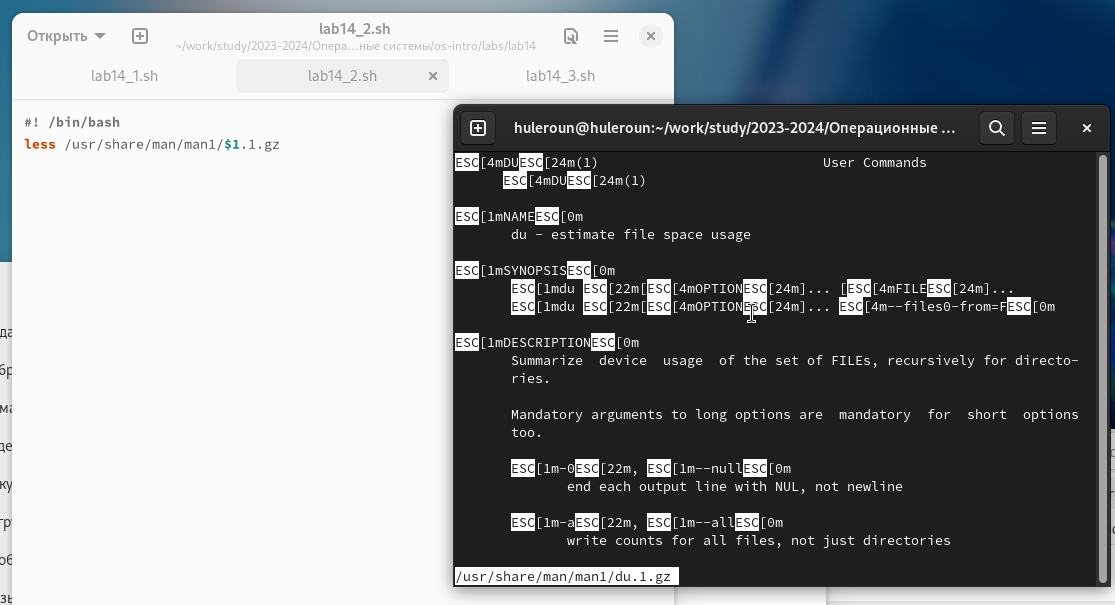 Открыть
lab14_2.sh
~/work/study/2023-2024/Опера…ные системы/os-intro/labs/lab14
lab14_1.sh
lab14_2.sh
lab14_3.sh
#! /bin/bash
less /usr/share/man/man1/$1.1.gz
huleroun@huleroun:~/work/study/2023-2024/Операционные ...
ESC[4mDUESC[24m(1) User Commands
ESC[4mDUESC[24m(1)
ESC[1mNAMEESC[0m
du - estimate file space usage
ESC[1mSYNOPSISESC[0m
ESC[1mdu ESC[22m[ESC[4mOPTIONESC[24m]... [ESC[4mFILEESC[24m]...
ESC[1mdu ESC[22m[ESC[4mOPTIONESC[24m]... ESC[4m--files0-from=FESC[0m
ESC[1mDESCRIPTIONESC[0m
Summarize device usage of the set of FILEs, recursively for directo-
ries.
Mandatory arguments to long options are mandatory for short options
too.
ESC[1m-0ESC[22m, ESC[1m--nullESC[0m
end each output line with NUL, not newline
ESC[1m-aESC[22m, ESC[1m--allESC[0m
write counts for all files, not just directories
/usr/share/man/man1/du.1.gz